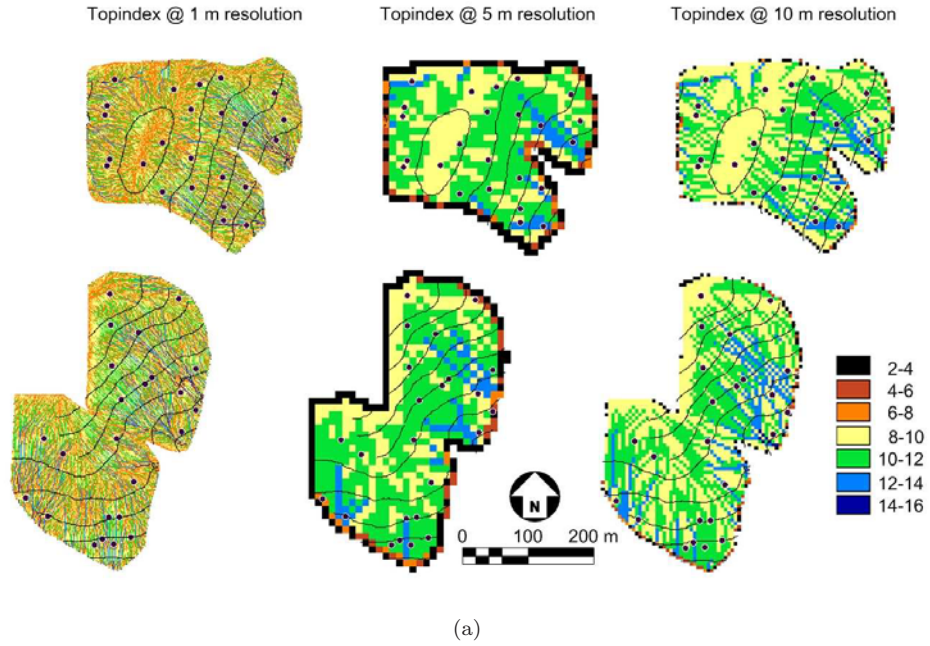 Topindex @ 1 m resolution
Topindex @ 5 m resolution
Topindex @ 10 m resolution
2-4
4-6
6-8
8-10
10-12
12-14
14-16
N
0 100 200 m
(a)